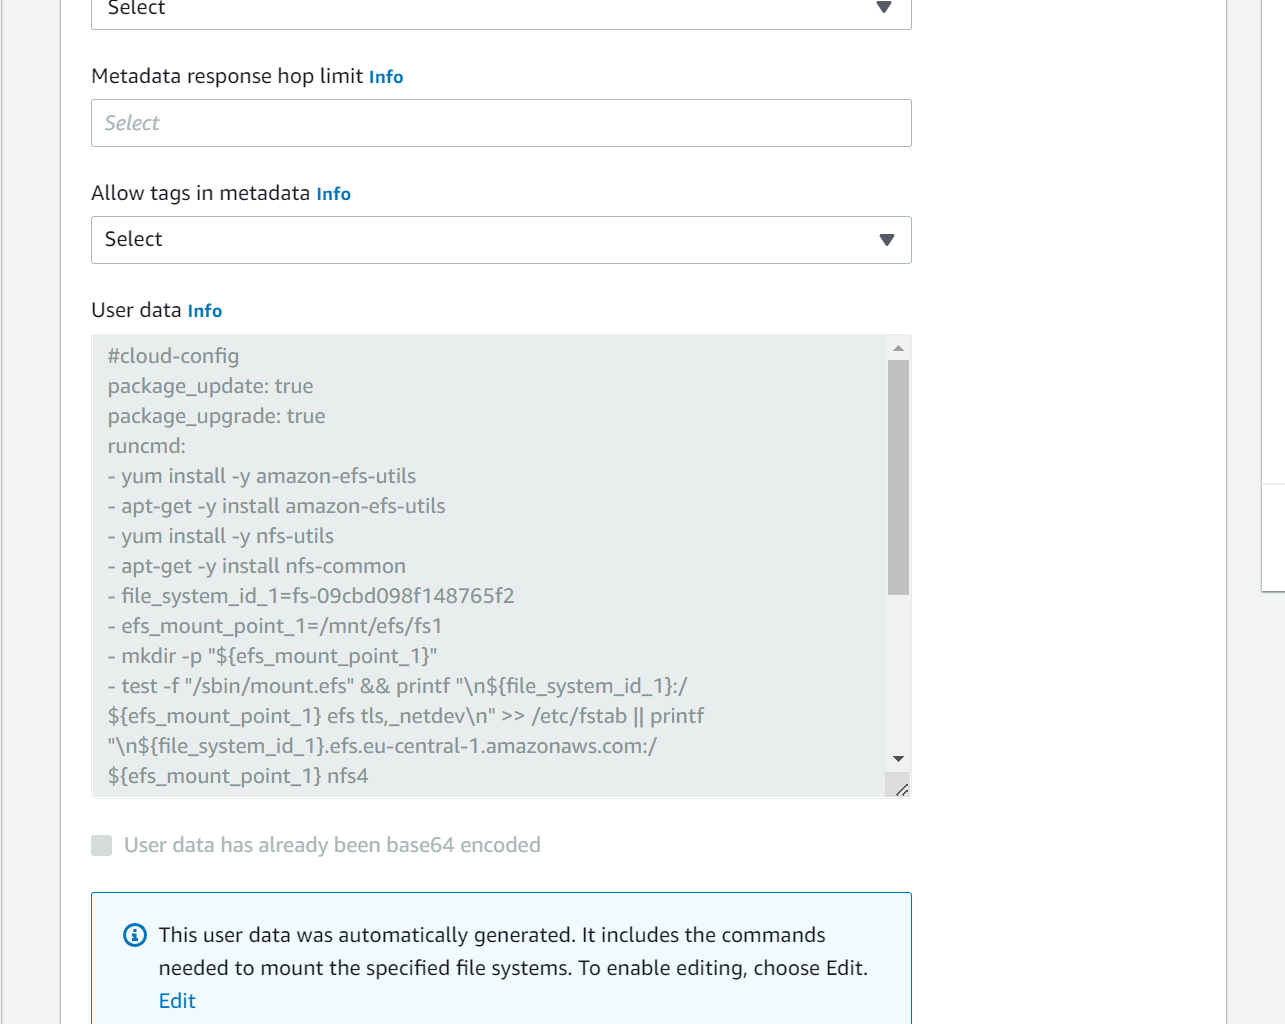 Select
Metadata response hop limit Info
Select
Allow tags in metadata Info
Select
User data Info
#cloud-config
package_update: true
package_upgrade: true
runcmd:
- yum install -y amazon-efs-utils
- apt-get -y install amazon-efs-utils
- yum install -y nfs-utils
- apt-get -y install nfs-common
- file_system_id_1=fs-09cbd098f148765f2
- efs_mount_point_1=/mnt/efs/fs1
- mkdir -p "${efs_mount_point_1}"
- test -f "/sbin/mount.efs" && printf "\n${file_system_id_1}:/
${efs_mount_point_1} efs tls,_netdev\n" >> /etc/fstab || printf
"\n${file_system_id_1}.efs.eu-central-1.amazonaws.com:/
${efs_mount_point_1} nfs4
User data has already been base64 encoded
This user data was automatically generated. It includes the commands
needed to mount the specified file systems. To enable editing, choose Edit.
Edit